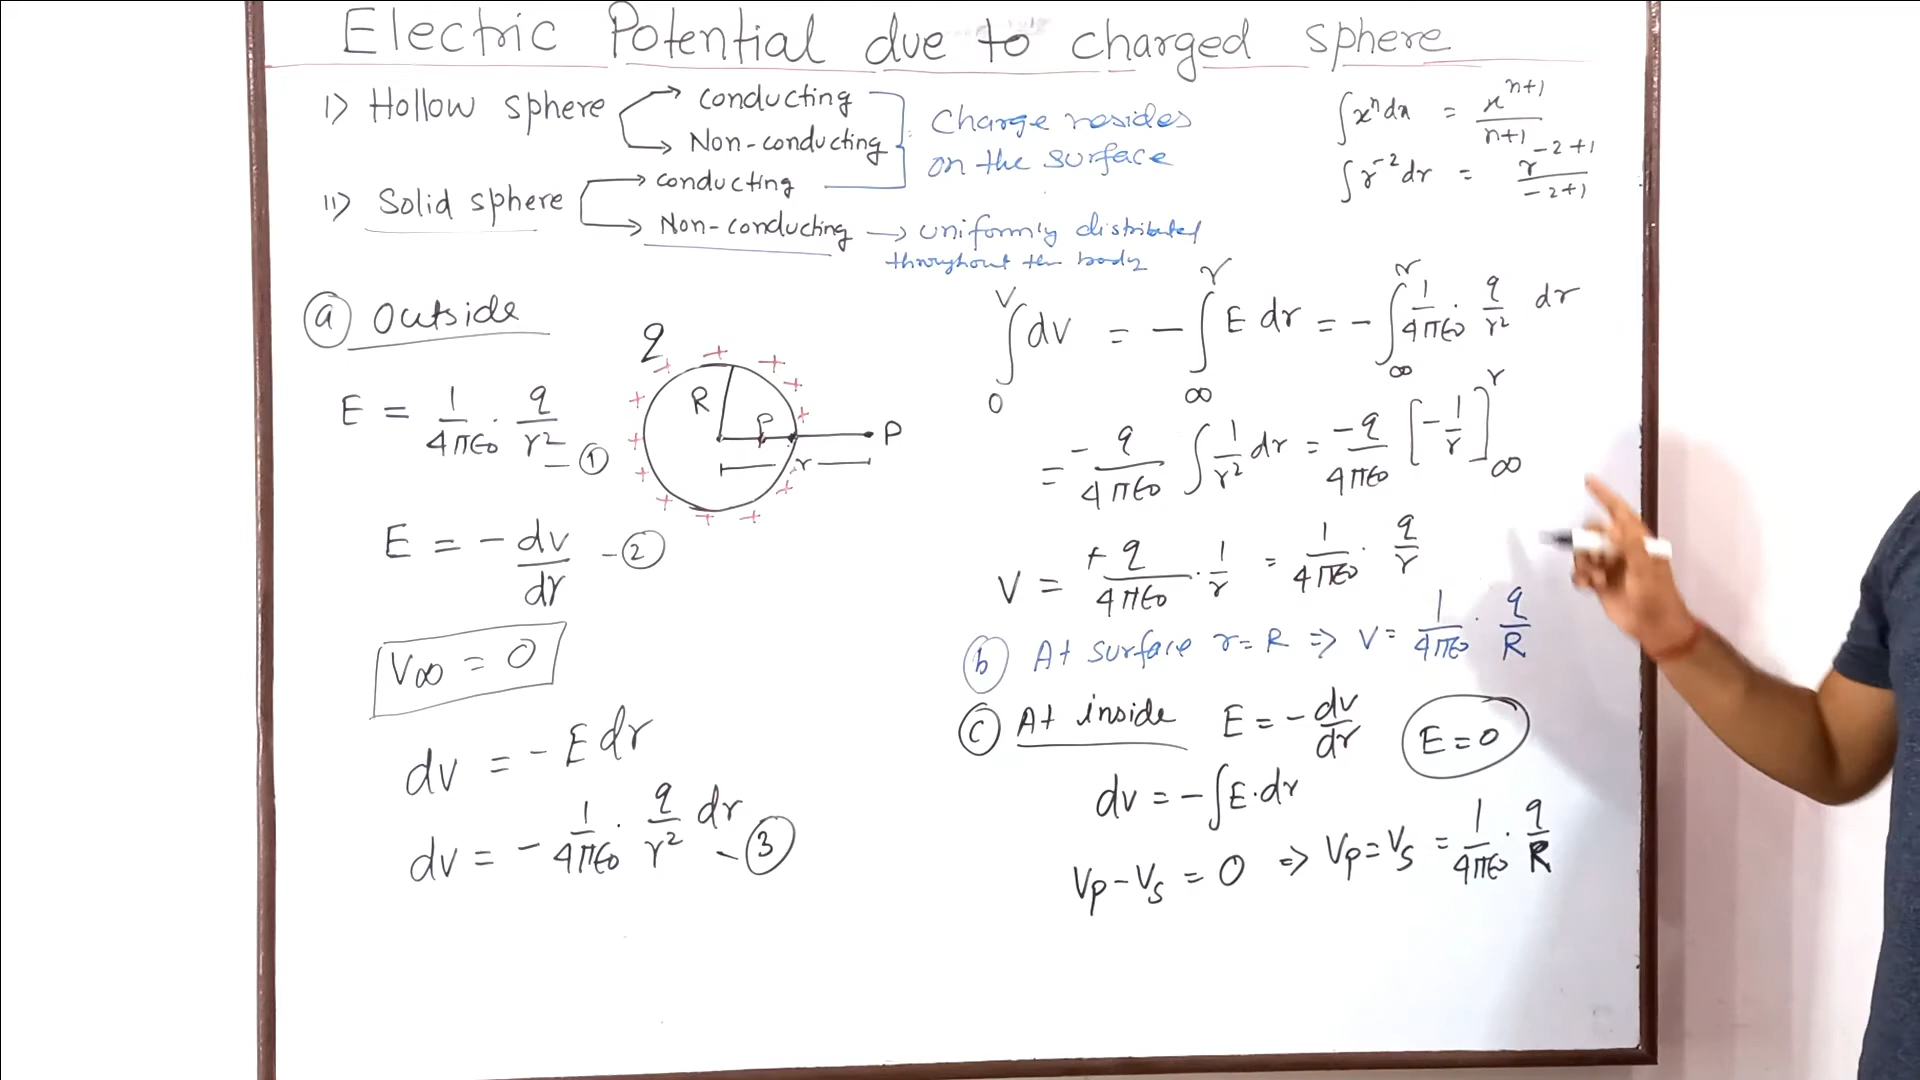 Electric Potential due to charged sphere
I) Hollow sphere → conducting
→ Non-conducting
Charge resides
on the surface
II) Solid sphere → conducting
→ Non-conducting → uniformly distributed
throughout the body
∫xⁿdx = xⁿ⁺¹/n+1
∫r⁻²dr = r⁻²⁺¹/-2+1
(a) Outside
E = 1/4πε₀ · q/r² — (1)
E = - dv/dr - (2)
V∞ = 0
dv = - E dr
dv = - 1/4πε₀ · q/r² dr - (3)
q
R
P
P
r
∫₀ⱽ dv = - ∫∞ʳ E dr = - ∫∞ʳ 1/4πε₀ · q/r² dr
= - q/4πε₀ ∫ 1/r² dr = -q/4πε₀ [-1/r]∞ʳ
V = +q/4πε₀ · 1/r = 1/4πε₀ · q/r
(b) At surface r = R ⇒ V = 1/4πε₀ · q/R
(c) At inside E = - dv/dr E = 0
dv = - ∫E·dr
Vp - Vs = 0 ⇒ Vp = Vs = 1/4πε₀ · q/R